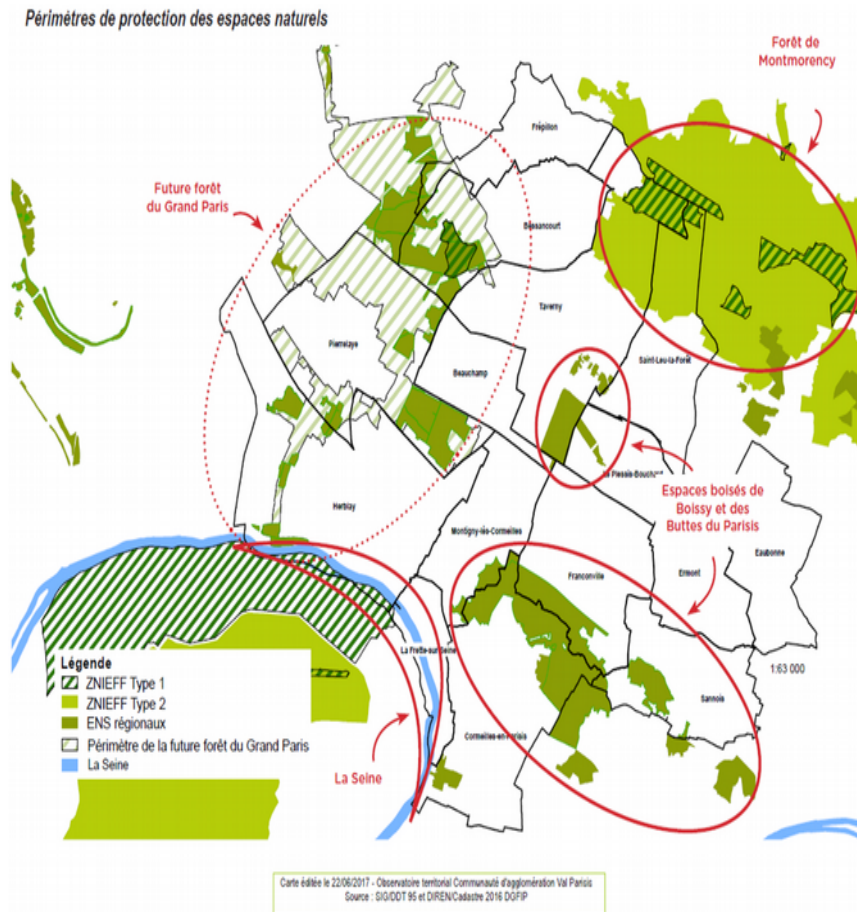 Périmètres de protection des espaces naturels
Forêt de
Montmorency
Frépillon
Future forêt
du Grand Paris
Bessancourt
Taverny
Pierrelaye
Beauchamp
Saint-Leu-la-Forêt
Le Plessis-Bouchard
Espaces boisés de
Boissy et des
Buttes du Parisis
Herblay
Montigny-lès-Cormeilles
Eaubonne
Franconville
Ermont
La Frette-sur-Seine
1:63 000
Sannois
Cormeilles-en-Parisis
Légende
ZNIEFF Type 1
ZNIEFF Type 2
ENS régionaux
Périmètre de la future forêt du Grand Paris
La Seine
La Seine
Carte éditée le 22/06/2017 - Observatoire territorial Communauté d'agglomération Val Parisis
Source : SIG/DDT 95 et DIREN/Cadastre 2016 DGFIP